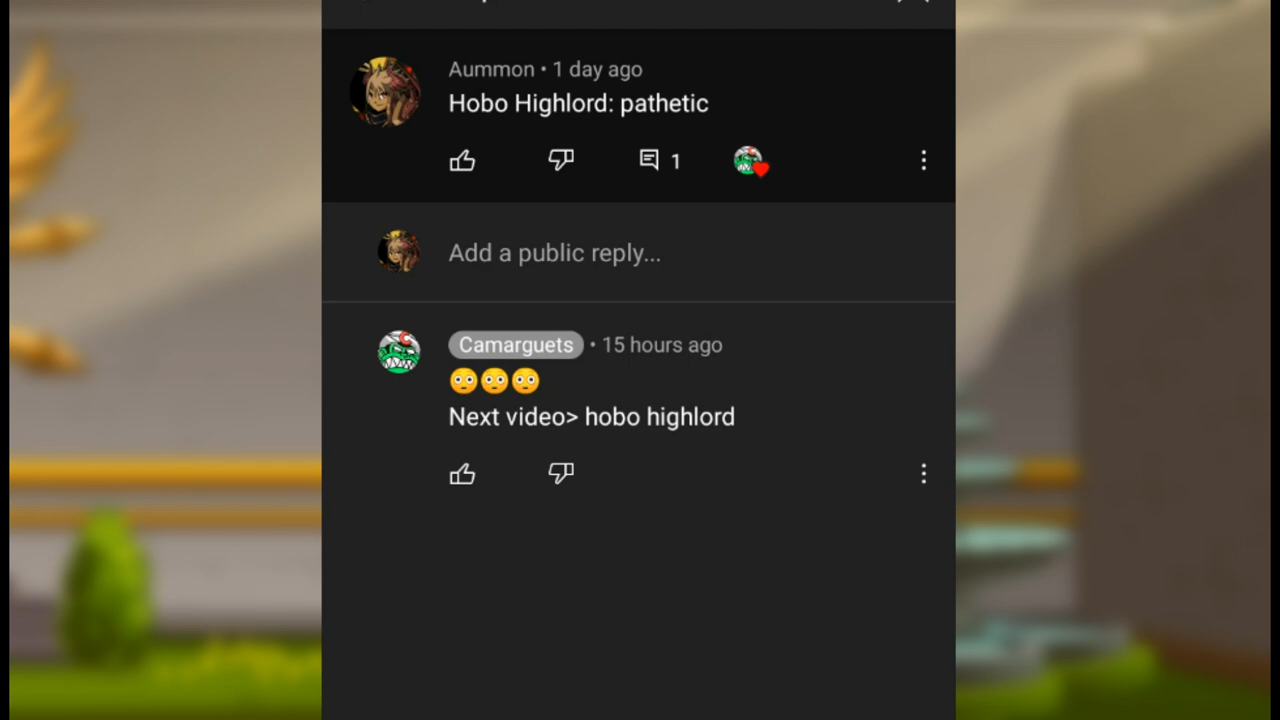 Aummon • 1 day ago
Hobo Highlord: pathetic
1
Add a public reply...
Camarguets • 15 hours ago
😳😳😳
Next video> hobo highlord